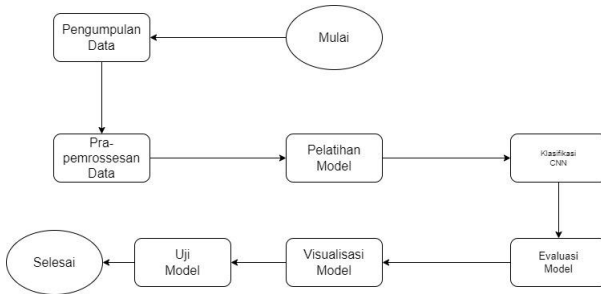 Mulai
Pengumpulan
Data
Pra-
pemrossesan
Data
Pelatihan
Model
Klasifikasi
CNN
Evaluasi
Model
Visualisasi
Model
Uji
Model
Selesai